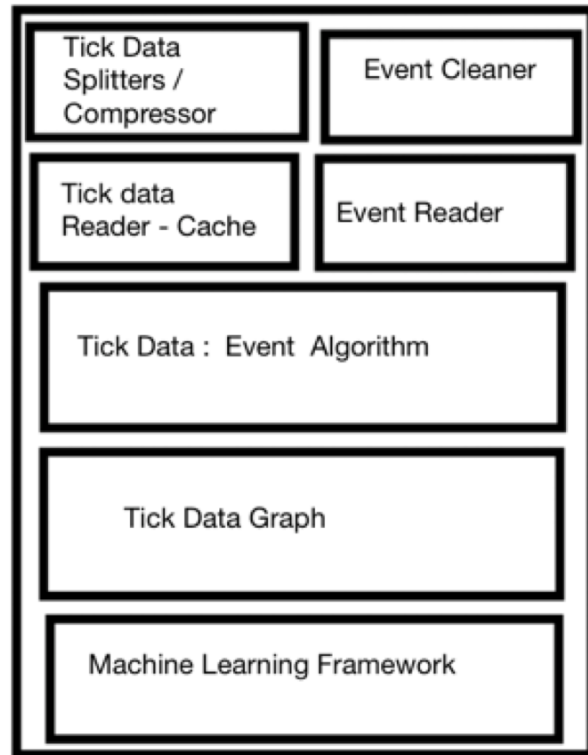 Tick Data
Splitters /
Compressor
Event Cleaner
Tick data
Reader - Cache
Event Reader
Tick Data : Event Algorithm
Tick Data Graph
Machine Learning Framework